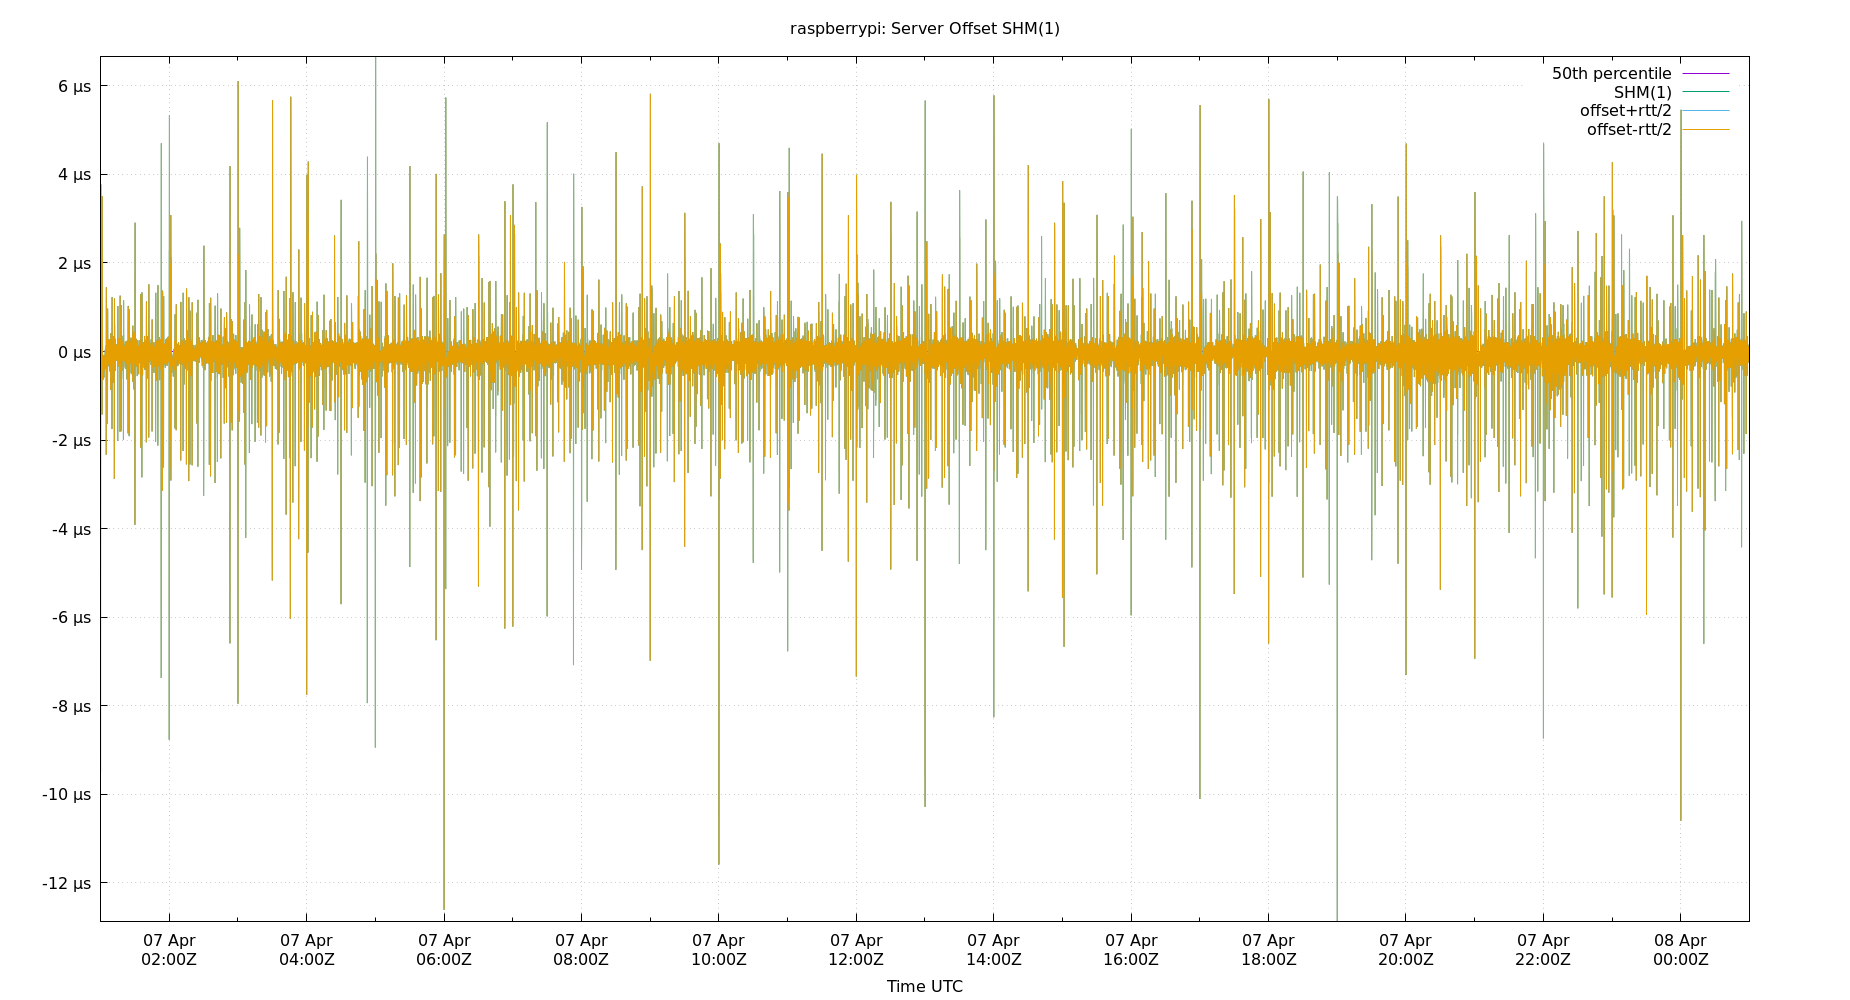 raspberrypi: Server Offset SHM(1)
50th percentile
SHM(1)
offset+rtt/2
offset-rtt/2
6 µs
4 µs
2 µs
0 µs
-2 µs
-4 µs
-6 µs
-8 µs
-10 µs
-12 µs
07 Apr 07 Apr 07 Apr 07 Apr 07 Apr 07 Apr 07 Apr 07 Apr 07 Apr 07 Apr 07 Apr 08 Apr
02:00Z 04:00Z 06:00Z 08:00Z 10:00Z 12:00Z 14:00Z 16:00Z 18:00Z 20:00Z 22:00Z 00:00Z
Time UTC